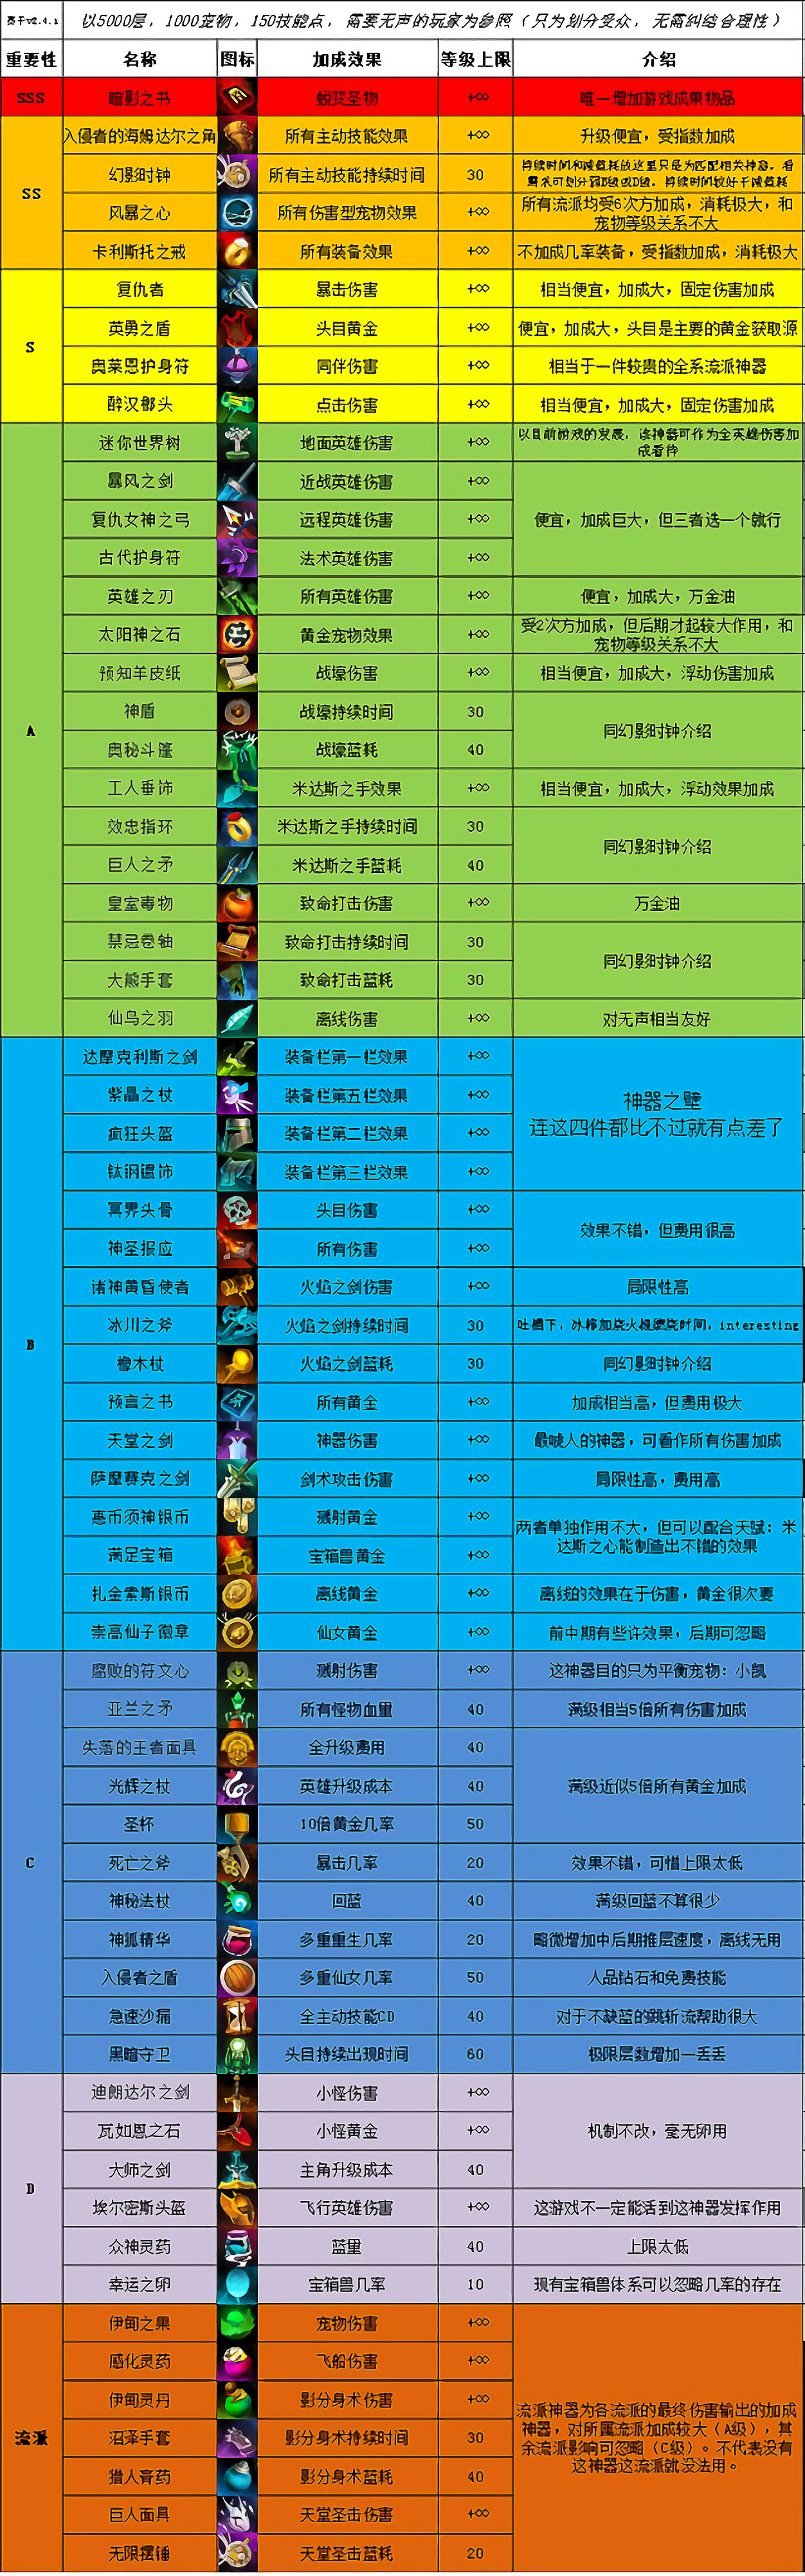 基于v2.4.1 以5000层，1000宠物，150技能点，需要无声的玩家为参照（只为划分受众，无需纠结合理性）
重要性 名称 图标 加成效果 等级上限 介绍
SSS 暗影之书 蜕变圣物 +∞ 唯一增加游戏成果物品
SS
入侵者的海姆达尔之角 所有主动技能效果 +∞ 升级便宜，受指数加成
幻影时钟 所有主动技能持续时间 30 持续时间和减蓝耗放这里只是为匹配相关神器。看
需求可划分到B级或D级。持续时间较好于减蓝耗
风暴之心 所有伤害型宠物效果 +∞ 所有流派均受6次方加成，消耗极大，和
宠物等级关系不大
卡利斯托之戒 所有装备效果 +∞ 不加成几率装备，受指数加成，消耗极大
S
复仇者 暴击伤害 +∞ 相当便宜，加成大，固定伤害加成
英勇之盾 头目黄金 +∞ 便宜，加成大，头目是主要的黄金获取源
奥莱恩护身符 同伴伤害 +∞ 相当于一件较贵的全系流派神器
醉汉鎯头 点击伤害 +∞ 相当便宜，加成大，固定伤害加成
A
迷你世界树 地面英雄伤害 +∞ 以目前游戏的发展，该神器可作为全英雄伤害加
成看待
暴风之剑 近战英雄伤害 +∞
复仇女神之弓 远程英雄伤害 +∞ 便宜，加成巨大，但三者选一个就行
古代护身符 法术英雄伤害 +∞
英雄之刃 所有英雄伤害 +∞ 便宜，加成大，万金油
太阳神之石 黄金宠物效果 +∞ 受2次方加成，但后期才起较大作用，和
宠物等级关系不大
预知羊皮纸 战嚎伤害 +∞ 相当便宜，加成大，浮动伤害加成
神盾 战嚎持续时间 30
同幻影时钟介绍
奥秘斗篷 战嚎蓝耗 40
工人垂饰 米达斯之手效果 +∞ 相当便宜，加成大，浮动效果加成
效忠指环 米达斯之手持续时间 30
同幻影时钟介绍
巨人之矛 米达斯之手蓝耗 40
皇室毒物 致命打击伤害 +∞ 万金油
禁忌卷轴 致命打击持续时间 30
同幻影时钟介绍
大熊手套 致命打击蓝耗 30
仙鸟之羽 离线伤害 +∞ 对无声相当友好
B
达摩克利斯之剑 装备栏第一栏效果 +∞
紫晶之杖 装备栏第五栏效果 +∞ 神器之壁
疯狂头盔 装备栏第二栏效果 +∞ 连这四件都比不过就有点差了
钛钢镖饰 装备栏第三栏效果 +∞
冥界头骨 头目伤害 +∞
效果不错，但费用很高
神圣报应 所有伤害 +∞
诸神黄昏使者 火焰之剑伤害 +∞ 局限性高
冰川之斧 火焰之剑持续时间 30 吐槽下，冰棒加烧火棍燃烧时间，interesting
橡木杖 火焰之剑蓝耗 30 同幻影时钟介绍
预言之书 所有黄金 +∞ 加成相当高，但费用极大
天堂之剑 神器伤害 +∞ 最唬人的神器，可看作所有伤害加成
萨摩赛克之剑 剑术攻击伤害 +∞ 局限性高，费用高
惠币须神银币 溅射黄金 +∞ 两者单独作用不大，但可以配合天赋：米
达斯之心能制造出不错的效果
满足宝箱 宝箱兽黄金 +∞
扎金索斯银币 离线黄金 +∞ 离线的效果在于伤害，黄金很次要
崇高仙子徽章 仙女黄金 +∞ 前中期有些许效果，后期可忽略
C
腐败的符文心 溅射伤害 +∞ 这神器目的只为平衡宠物：小凯
亚兰之矛 所有怪物血量 40 满级相当5倍所有伤害加成
失落的王者面具 全升级费用 40
光辉之杖 英雄升级成本 40 满级近似5倍所有黄金加成
圣杯 10倍黄金几率 50
死亡之斧 暴击几率 20 效果不错，可惜上限太低
神秘法杖 回蓝 40 满级回蓝不算很少
神狐精华 多重重生几率 20 略微增加中后期推层速度，离线无用
入侵者之盾 多重仙女几率 50 人品钻石和免费技能
急速沙漏 全主动技能CD 40 对于不缺蓝的跳斩流帮助很大
黑暗守卫 头目持续出现时间 60 极限层数增加一丢丢
D
迪朗达尔之剑 小怪伤害 +∞
瓦如恩之石 小怪黄金 +∞ 机制不改，毫无卵用
大师之剑 主角升级成本 40
埃尔密斯头盔 飞行英雄伤害 +∞ 这游戏不一定能活到这神器发挥作用
众神灵药 蓝量 40 上限太低
幸运之卵 宝箱兽几率 10 现有宝箱兽体系可以忽略几率的存在
流派
伊甸之果 宠物伤害 +∞
感化灵药 飞船伤害 +∞
伊甸灵丹 影分身术伤害 +∞
沼泽手套 影分身术持续时间 30
猎人膏药 影分身术蓝耗 40
巨人面具 天堂圣击伤害 +∞
无限摆锤 天堂圣击蓝耗 20
流派神器为各流派的最终伤害输出的加成
神器，对所属流派加成较大（A级），其
余流派影响可忽略（C级）。不代表没有
这神器这流派就没法用。